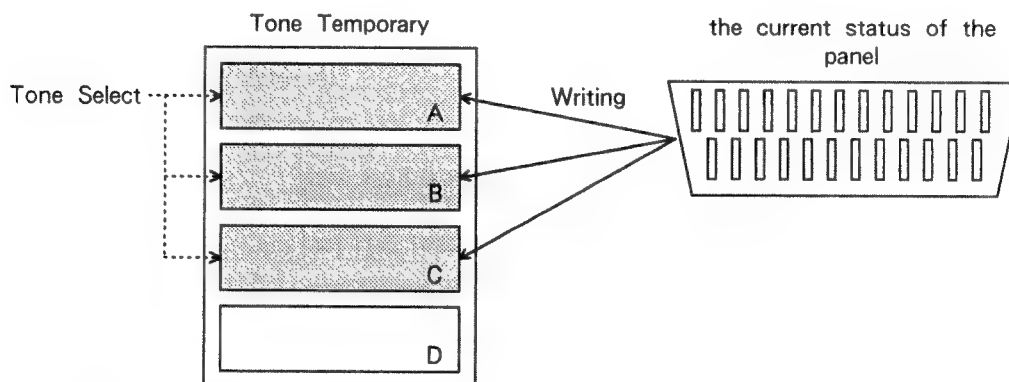 Tone Temporary
the current status of the
panel
Tone Select
Writing
A
B
C
D